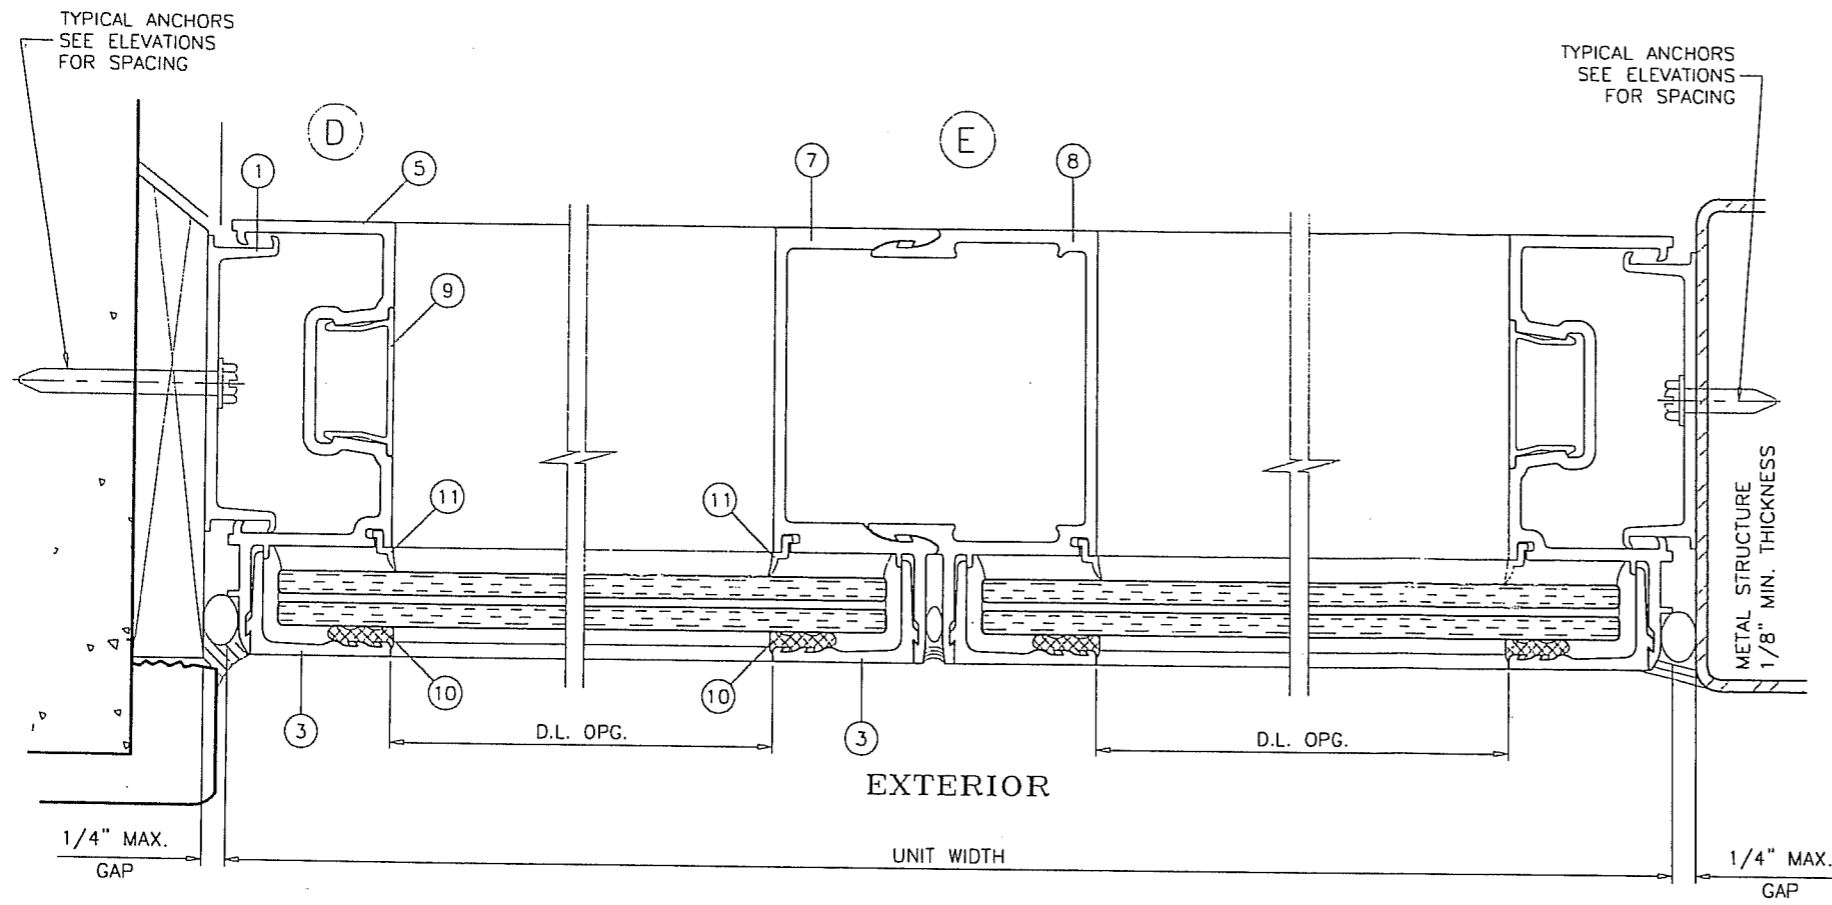 TYPICAL ANCHORS
SEE ELEVATIONS
FOR SPACING
TYPICAL ANCHORS
SEE ELEVATIONS
FOR SPACING
D
E
1
5
7
8
9
11
11
METAL STRUCTURE
1/8" MIN. THICKNESS
10
10
3
3
D.L. OPG.
D.L. OPG.
EXTERIOR
1/4" MAX.
GAP
UNIT WIDTH
1/4" MAX.
GAP